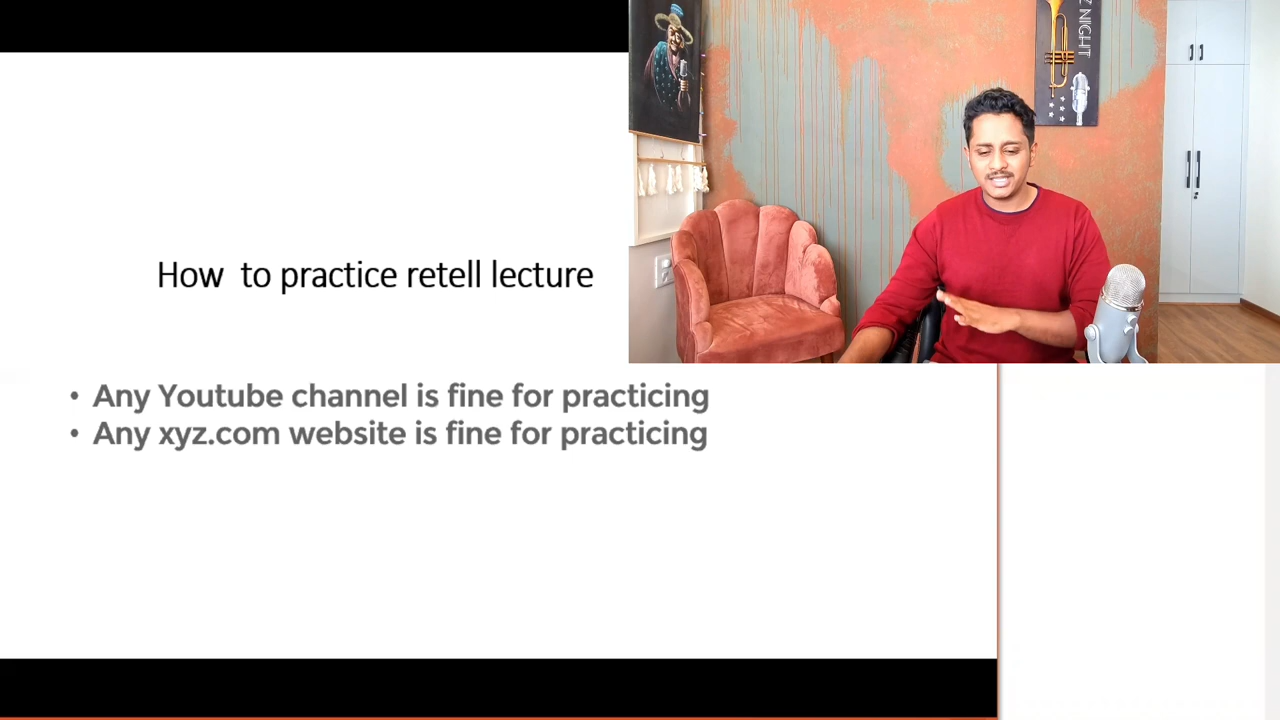 Z NIGHT
How  to practice retell lecture
• Any Youtube channel is fine for practicing
• Any xyz.com website is fine for practicing